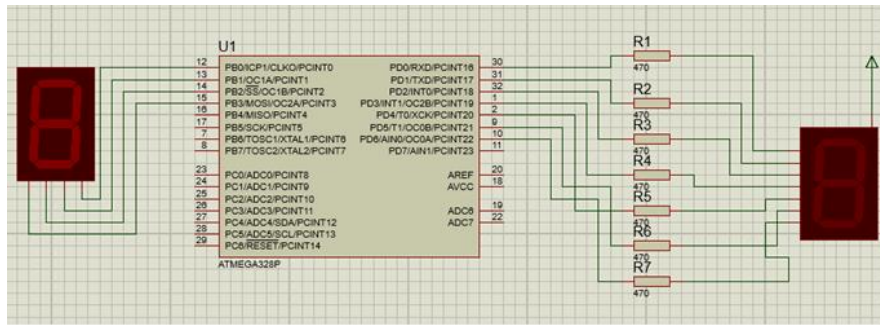 U1
12 PB0/ICP1/CLKO/PCINT0 PD0/RXD/PCINT16 30
13 PB1/OC1A/PCINT1 PD1/TXD/PCINT17 31
14 PB2/SS/OC1B/PCINT2 PD2/INT0/PCINT18 32
15 PB3/MOSI/OC2A/PCINT3 PD3/INT1/OC2B/PCINT19 1
16 PB4/MISO/PCINT4 PD4/T0/XCK/PCINT20 2
17 PB5/SCK/PCINT5 PD5/T1/OC0B/PCINT21 9
7 PB6/TOSC1/XTAL1/PCINT6 PD6/AIN0/OC0A/PCINT22 10
8 PB7/TOSC2/XTAL2/PCINT7 PD7/AIN1/PCINT23 11
23 PC0/ADC0/PCINT8 AREF 20
24 PC1/ADC1/PCINT9 AVCC 18
25 PC2/ADC2/PCINT10
26 PC3/ADC3/PCINT11 ADC6 19
27 PC4/ADC4/SDA/PCINT12 ADC7 22
28 PC5/ADC5/SCL/PCINT13
29 PC6/RESET/PCINT14
ATMEGA328P
R1
470
R2
470
R3
470
R4
470
R5
470
R6
470
R7
470